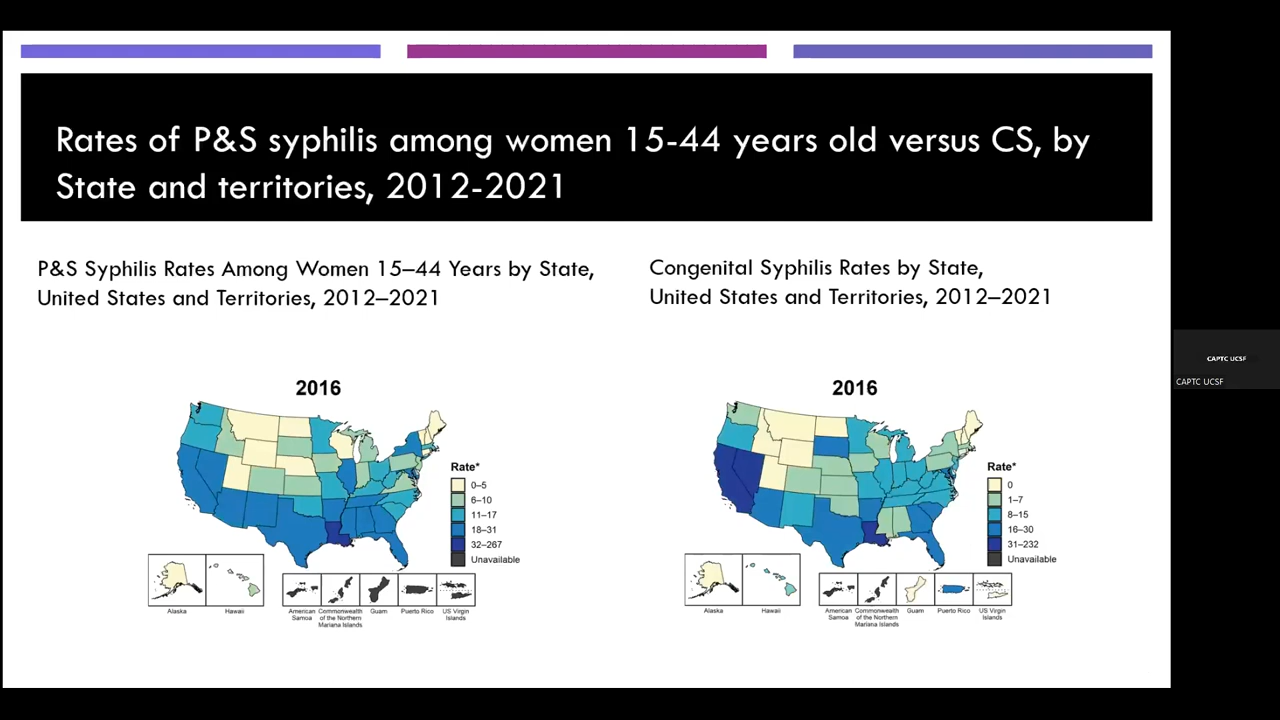 Rates of P&S syphilis among women 15-44 years old versus CS, by
State and territories, 2012-2021
P&S Syphilis Rates Among Women 15–44 Years by State,
United States and Territories, 2012–2021
2016
Rate*
0–5
6–10
11–17
18–31
32–267
Unavailable
Alaska
Hawaii
American
Samoa
Commonwealth
of the Northern
Mariana Islands
Guam
Puerto Rico
US Virgin
Islands
Congenital Syphilis Rates by State,
United States and Territories, 2012–2021
2016
Rate*
0
1–7
8–15
16–30
31–232
Unavailable
Alaska
Hawaii
American
Samoa
Commonwealth
of the Northern
Mariana Islands
Guam
Puerto Rico
US Virgin
Islands
CAPTC UCSF
CAPTC UCSF